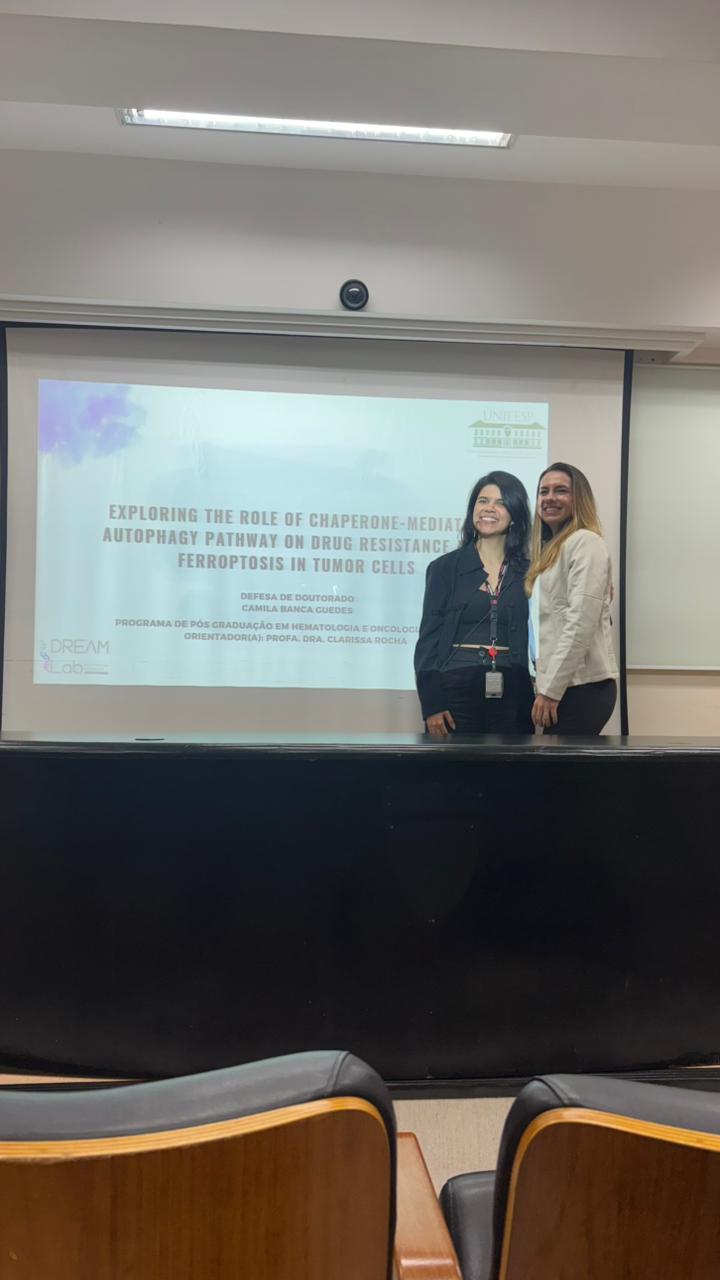 UNIFESP
EXPLORING THE ROLE OF CHAPERONE-MEDIAT
AUTOPHAGY PATHWAY ON DRUG RESISTANCE
FERROPTOSIS IN TUMOR CELLS
DEFESA DE DOUTORADO
CAMILA BANCA GUEDES
PROGRAMA DE PÓS GRADUAÇÃO EM HEMATOLOGIA E ONCOLOGI
ORIENTADOR(A): PROFA. DRA. CLARISSA ROCHA
DREAM
Lab